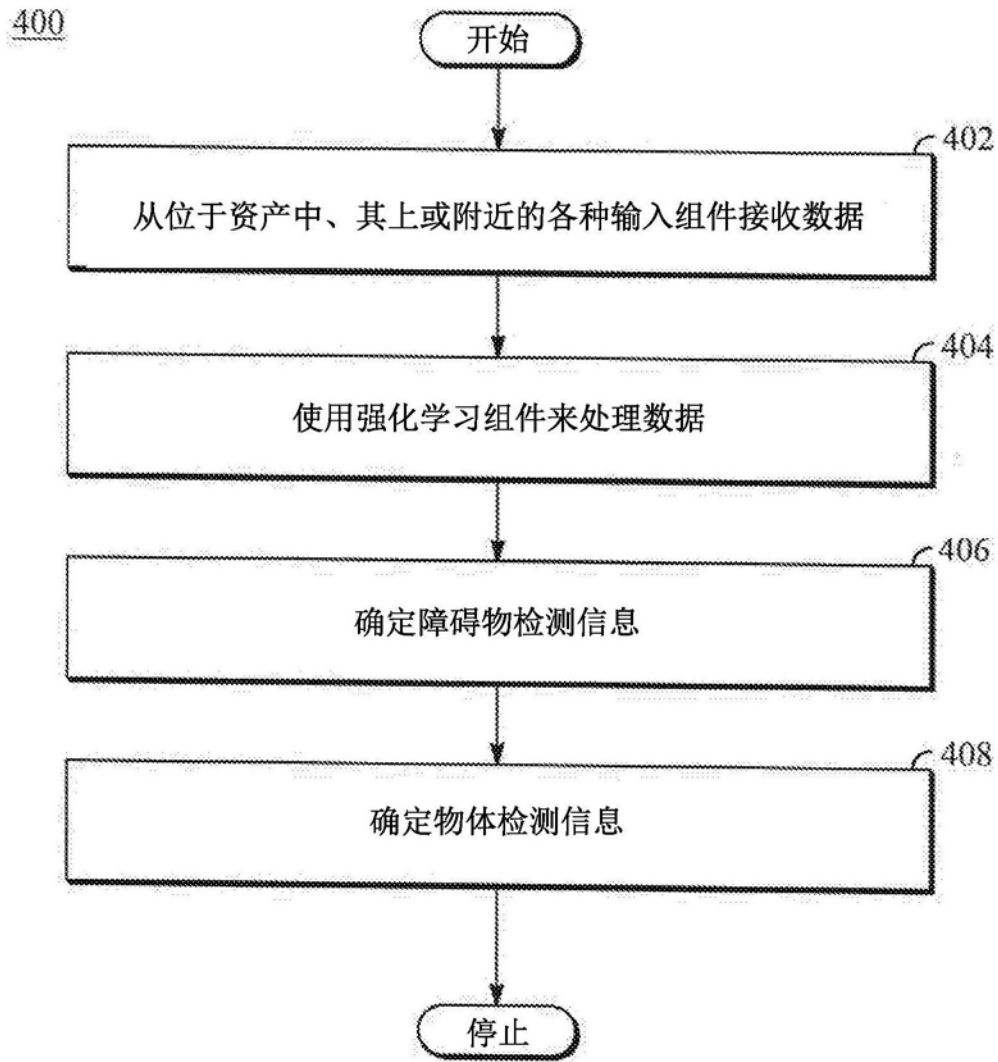 400
开始
402
从位于资产中、其上或附近的各种输入组件接收数据
404
使用强化学习组件来处理数据
406
确定障碍物检测信息
408
确定物体检测信息
停止